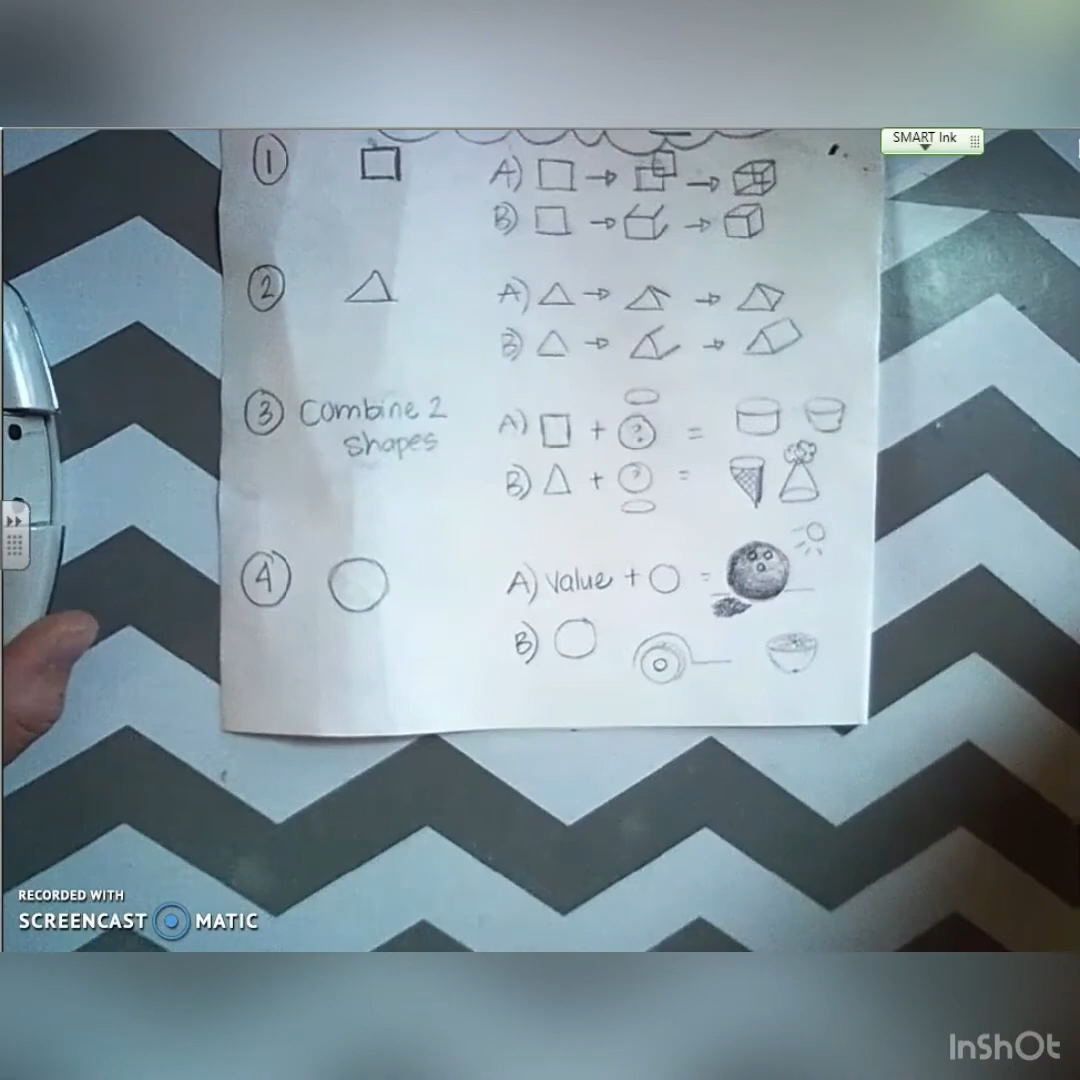 SMART Ink
1
A)
B)
2
A)
B)
3 Combine 2
shapes
A) + ? =
B) + ? =
4
A) Value + =
B)
RECORDED WITH
SCREENCAST MATIC
InShOt